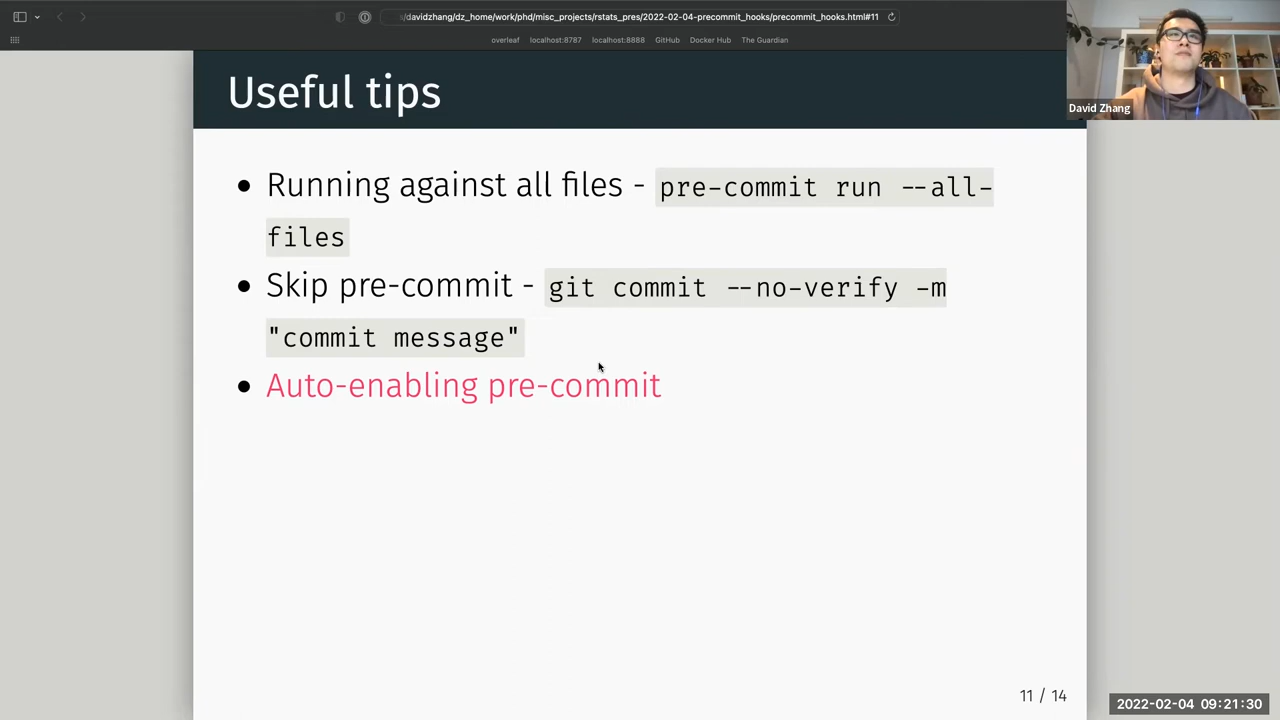 /davidzhang/dz_home/work/phd/misc_projects/rstats_pres/2022-02-04-precommit_hooks/precommit_hooks.html#11
overleaf localhost:8787 localhost:8888 GitHub Docker Hub The Guardian
David Zhang
Useful tips
Running against all files - pre-commit run --all-
files
Skip pre-commit - git commit --no-verify -m
"commit message"
Auto-enabling pre-commit
11 / 14
2022-02-04 09:21:30